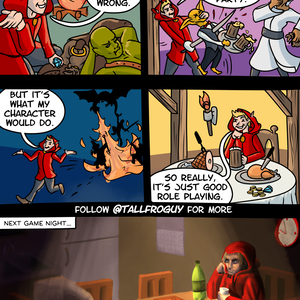 WRONG.
PARTY.
BUT IT'S
WHAT MY
CHARACTER
WOULD DO.
SO REALLY,
IT'S JUST GOOD
ROLE PLAYING.
FOLLOW @TALLFROGUY FOR MORE
NEXT GAME NIGHT...